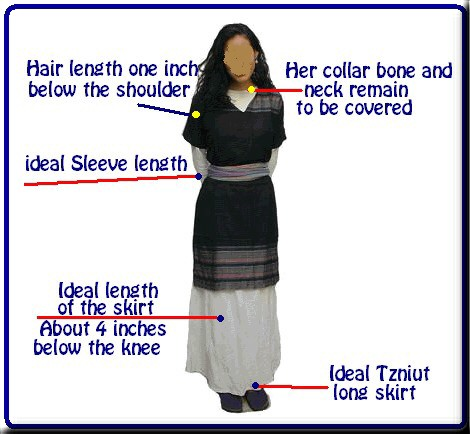 Hair length one inch
below the shoulder
Her collar bone and
neck remain
to be covered
ideal Sleeve length
Ideal length
of the skirt
About 4 inches
below the knee
Ideal Tzniut
long skirt